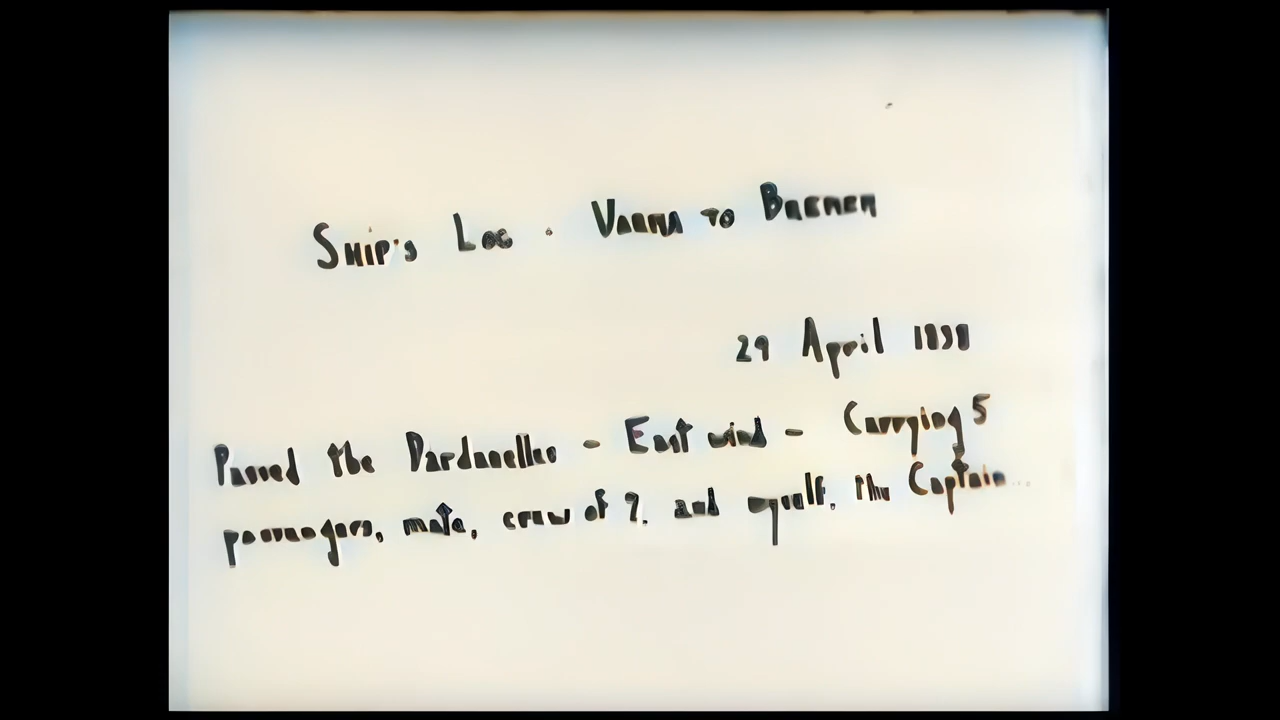 SHIP'S LOG - VARNA TO BREMEN
29 April 1838
Passed the Dardanelles - East wind - Carrying 5
passengers, mate, crew of 7, and myself, the Captain...